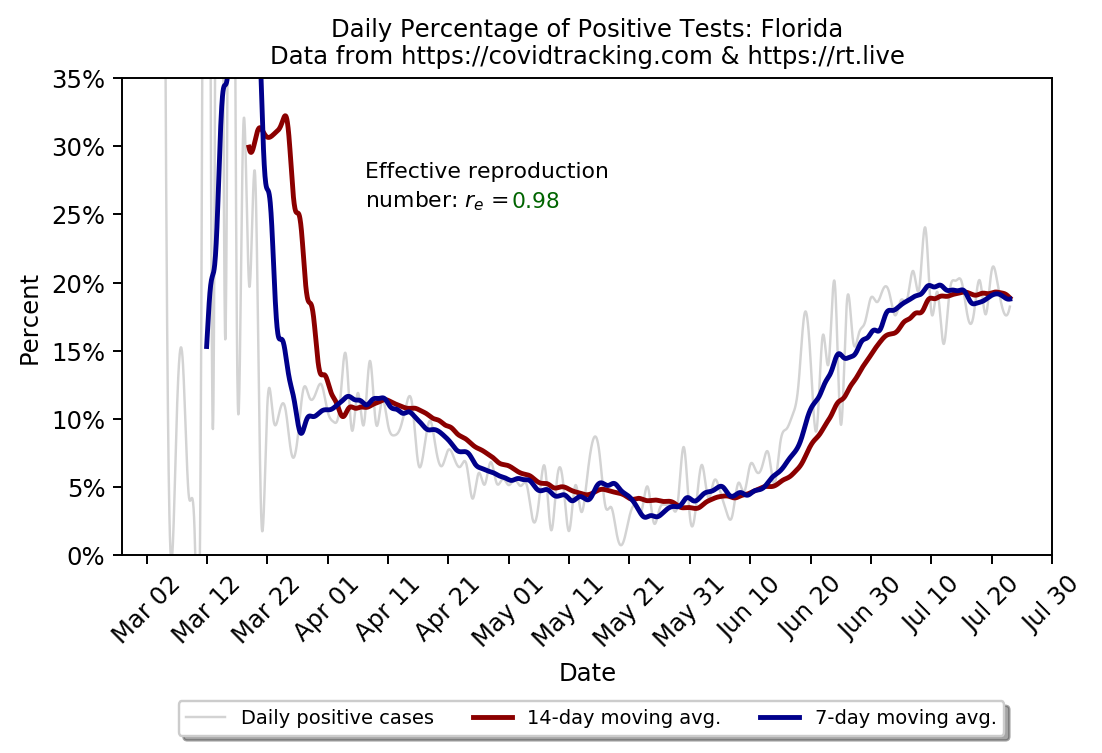 Daily Percentage of Positive Tests: Florida
Data from https://covidtracking.com & https://rt.live
35%
30%
25%
20%
15%
10%
5%
0%
Percent
Effective reproduction
number: rₑ = 0.98
Mar 02
Mar 12
Mar 22
Apr 01
Apr 11
Apr 21
May 01
May 11
May 21
May 31
Jun 10
Jun 20
Jun 30
Jul 10
Jul 20
Jul 30
Date
Daily positive cases 14-day moving avg. 7-day moving avg.